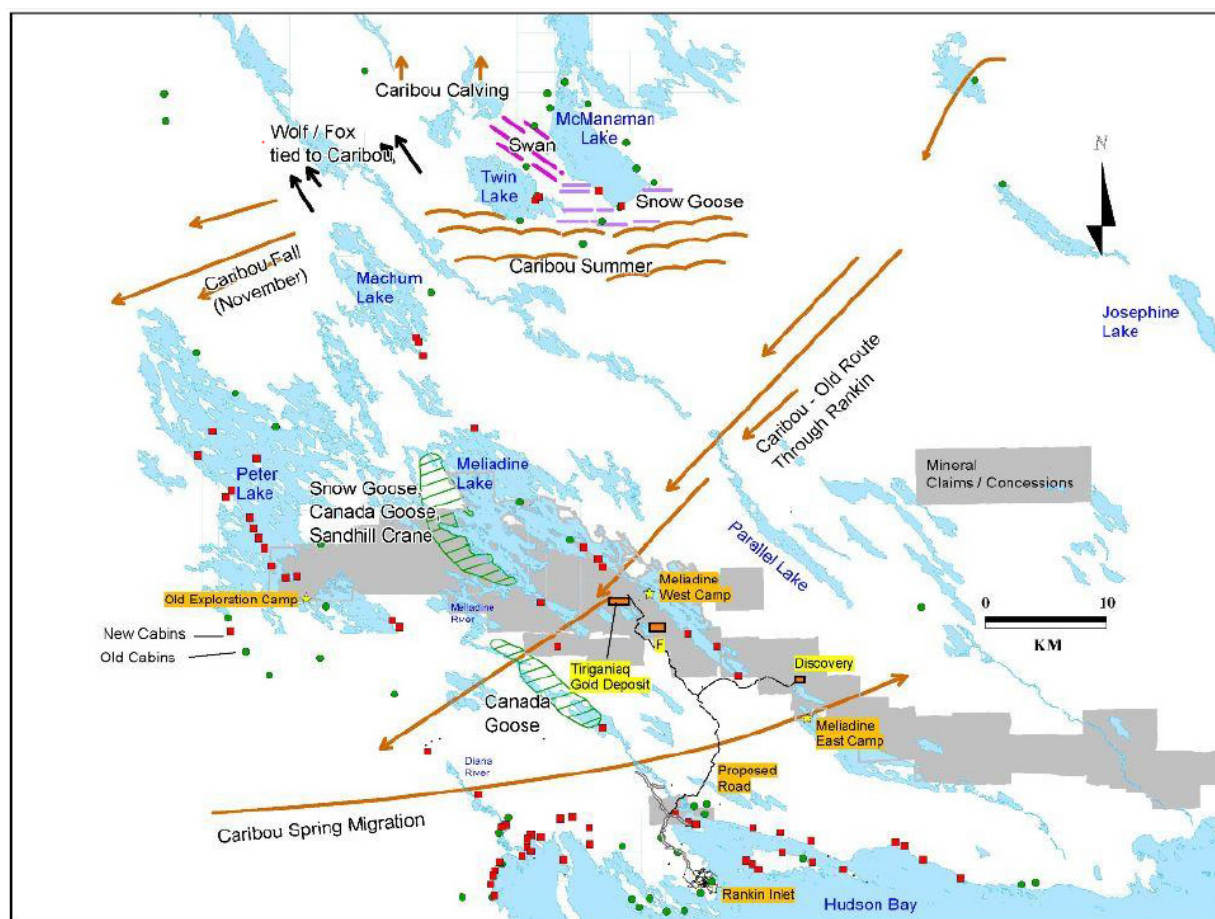 Caribou Calving
McManaman
Lake
Wolf / Fox
tied to Caribou,
Swan
Twin
Lake
Snow Goose
N
Caribou Fall
(November)
Machum
Lake
Caribou Summer
Josephine
Lake
Caribou - Old Route
Through Rankin
Peter
Lake
Meliadine
Lake
Snow Goose,
Canada Goose,
Sandhill Crane
Mineral
Claims / Concessions
Parallel Lake
Old Exploration Camp
Meliadine
West Camp
0 10
KM
New Cabins
Old Cabins
Meliadine
River
F
Tiriganiaq
Gold Deposit
Discovery
Canada
Goose
Meliadine
East Camp
Diana
River
Proposed
Road
Caribou Spring Migration
Rankin Inlet
Hudson Bay